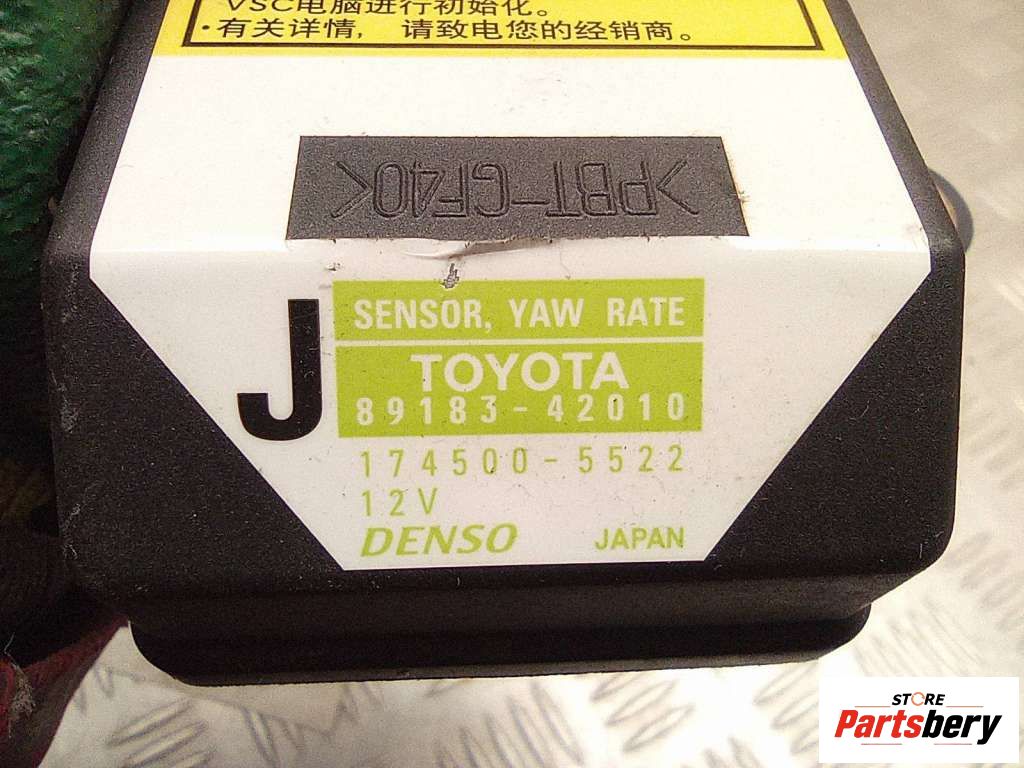 VSC电脑进行初始化。
·有关详情，请致电您的经销商。
>PBT-GF40<
J
SENSOR, YAW RATE
TOYOTA
89183-42010
174500-5522
12V
DENSO JAPAN
STORE
Partsbery